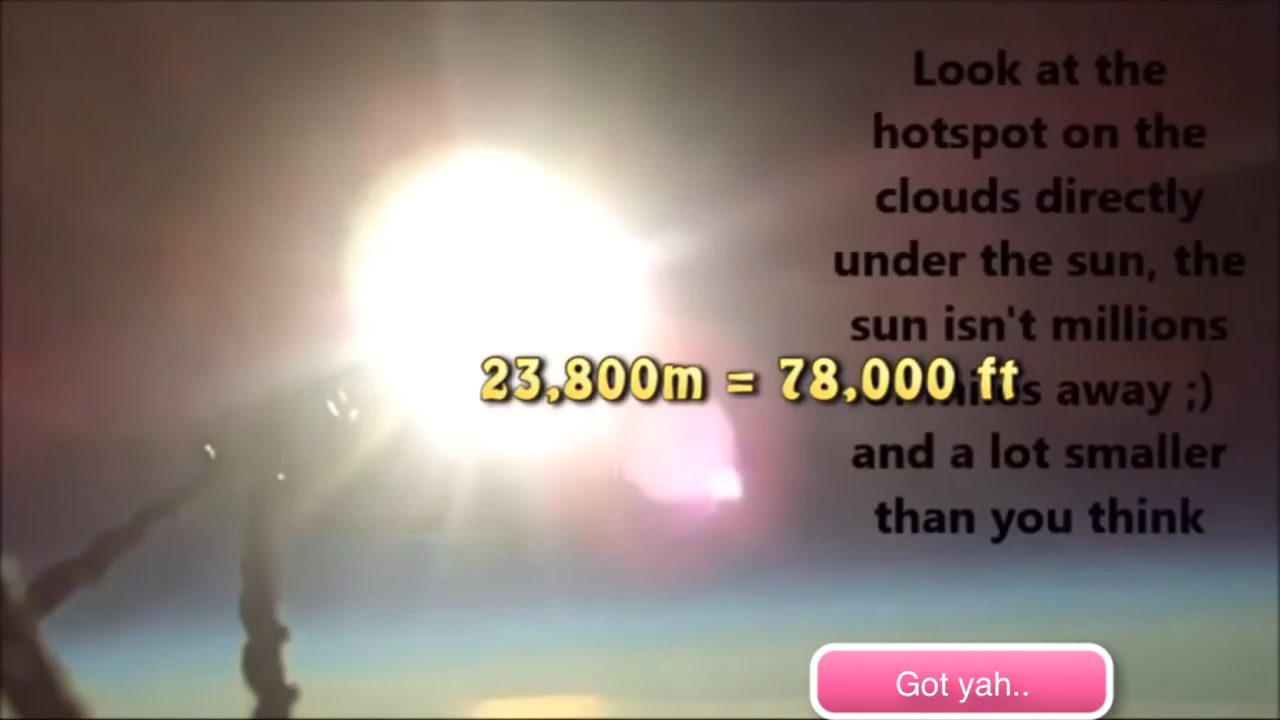 Look at the
hotspot on the
clouds directly
under the sun, the
sun isn't millions
away ;)
23,800m = 78,000 ft
and a lot smaller
than you think
Got yah..